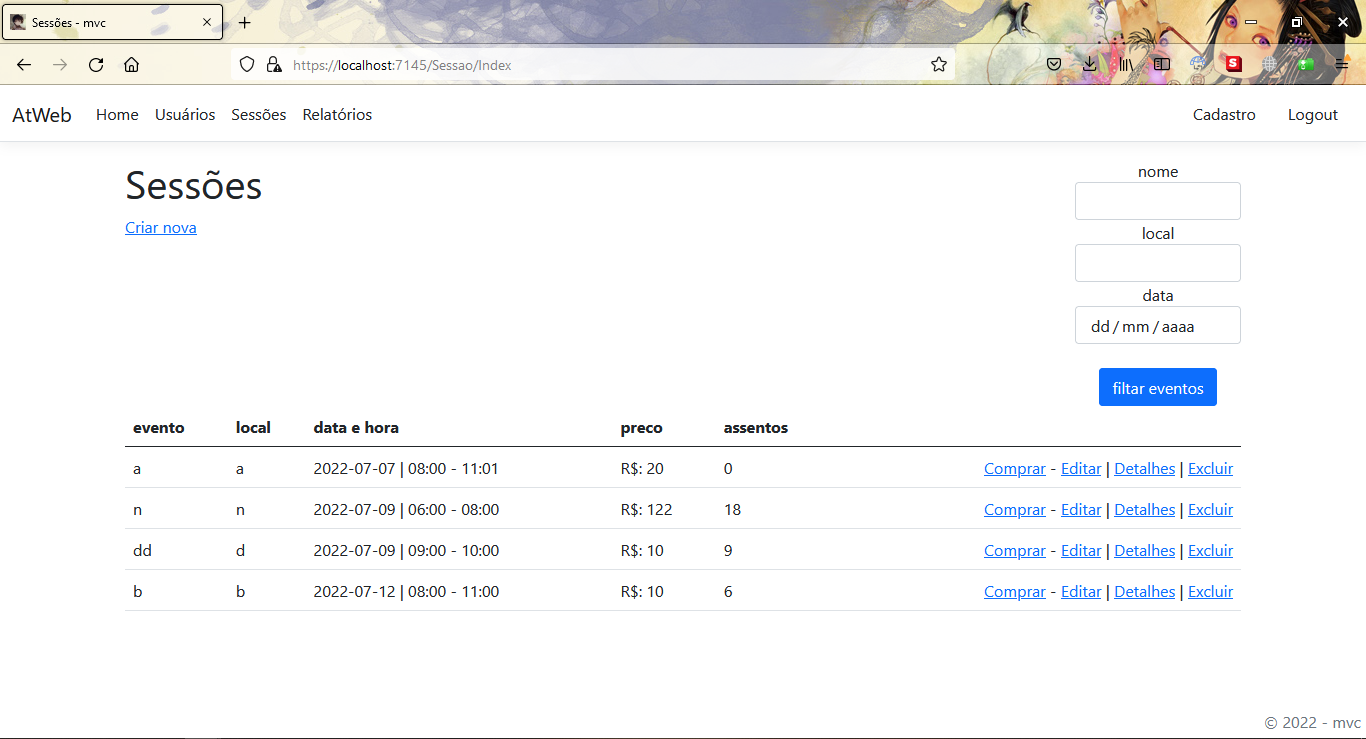 Sessões - mvc
https://localhost:7145/Sessao/Index
AtWeb Home Usuários Sessões Relatórios Cadastro Logout
Sessões
Criar nova
nome
local
data
dd / mm / aaaa
filtar eventos
evento local data e hora preco assentos
a a 2022-07-07 | 08:00 - 11:01 R$: 20 0 Comprar - Editar | Detalhes | Excluir
n n 2022-07-09 | 06:00 - 08:00 R$: 122 18 Comprar - Editar | Detalhes | Excluir
dd d 2022-07-09 | 09:00 - 10:00 R$: 10 9 Comprar - Editar | Detalhes | Excluir
b b 2022-07-12 | 08:00 - 11:00 R$: 10 6 Comprar - Editar | Detalhes | Excluir
© 2022 - mvc